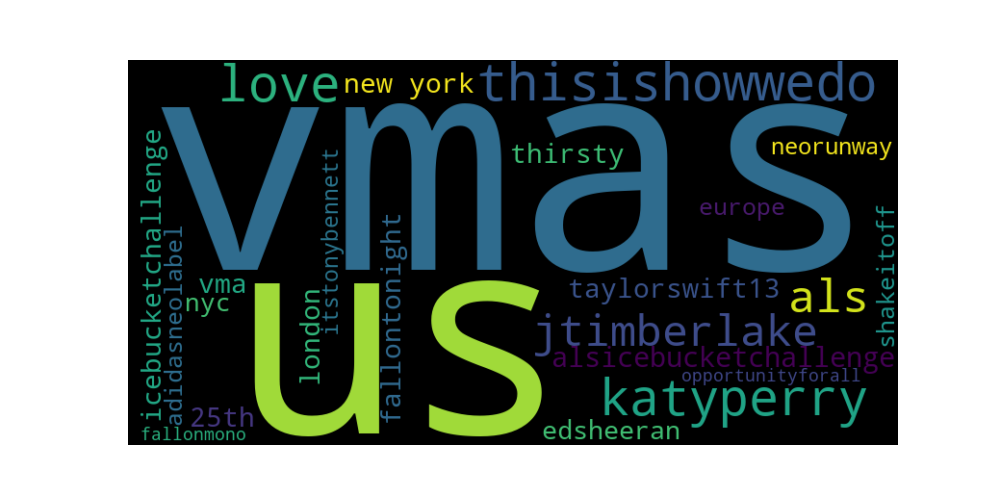 love
new york
thisishowwedo
vmas
thirsty
neorunway
icebucketchallenge
adidasneolabel
itstonybennett
fallontonight
europe
shakeitoff
vma
nyc
us
london
taylorswift13
als
jtimberlake
alsicebucketchallenge
opportunityforall
katyperry
25th
fallonmono
edsheeran